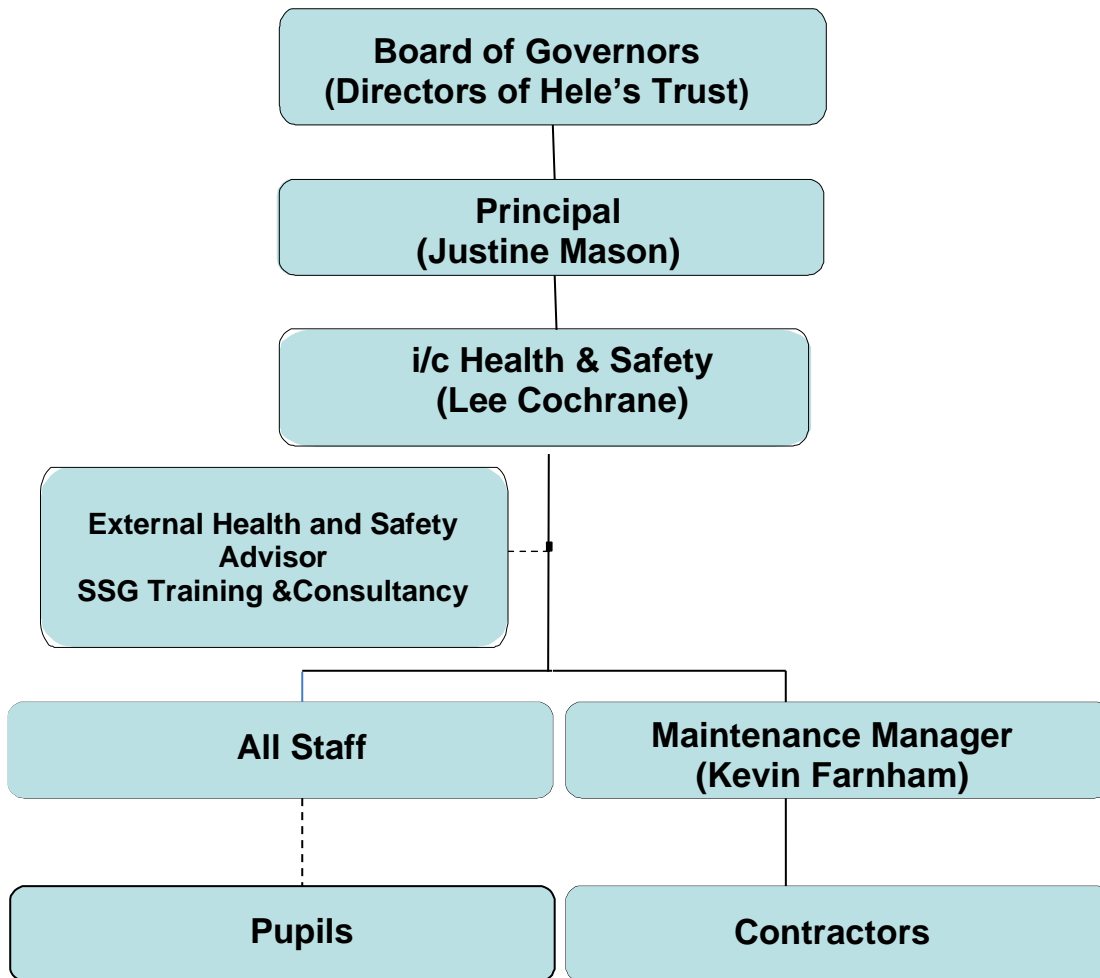 Board of Governors
(Directors of Hele’s Trust)
Principal
(Justine Mason)
i/c Health & Safety
(Lee Cochrane)
External Health and Safety
Advisor
SSG Training &Consultancy
All Staff
Maintenance Manager
(Kevin Farnham)
Pupils
Contractors